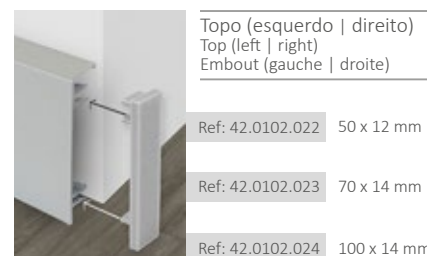 Topo (esquerdo | direito)
Top (left | right)
Embout (gauche | droite)
Ref: 42.0102.022 50 x 12 mm
Ref: 42.0102.023 70 x 14 mm
Ref: 42.0102.024 100 x 14 mm